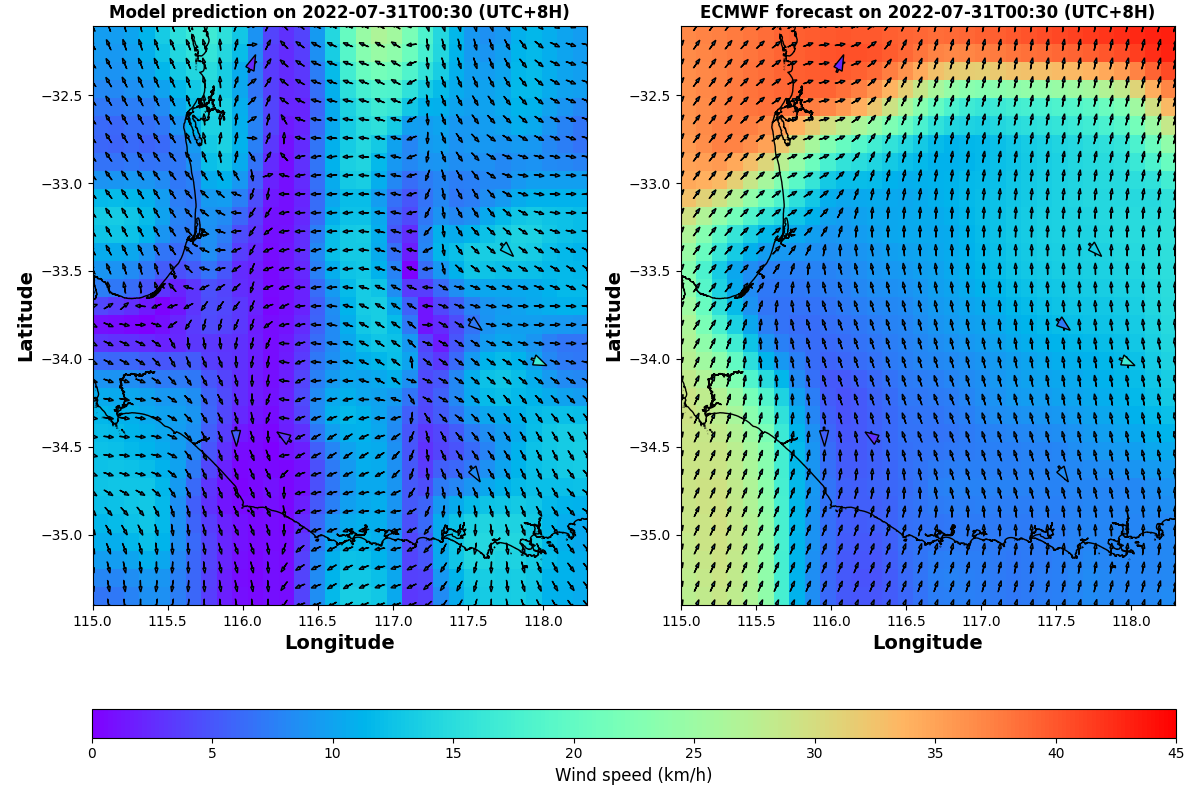 Model prediction on 2022-07-31T00:30 (UTC+8H)
ECMWF forecast on 2022-07-31T00:30 (UTC+8H)
Latitude
−32.5
−33.0
−33.5
−34.0
−34.5
−35.0
115.0 115.5 116.0 116.5 117.0 117.5 118.0
Longitude
Latitude
−32.5
−33.0
−33.5
−34.0
−34.5
−35.0
115.0 115.5 116.0 116.5 117.0 117.5 118.0
Longitude
0 5 10 15 20 25 30 35 40 45
Wind speed (km/h)